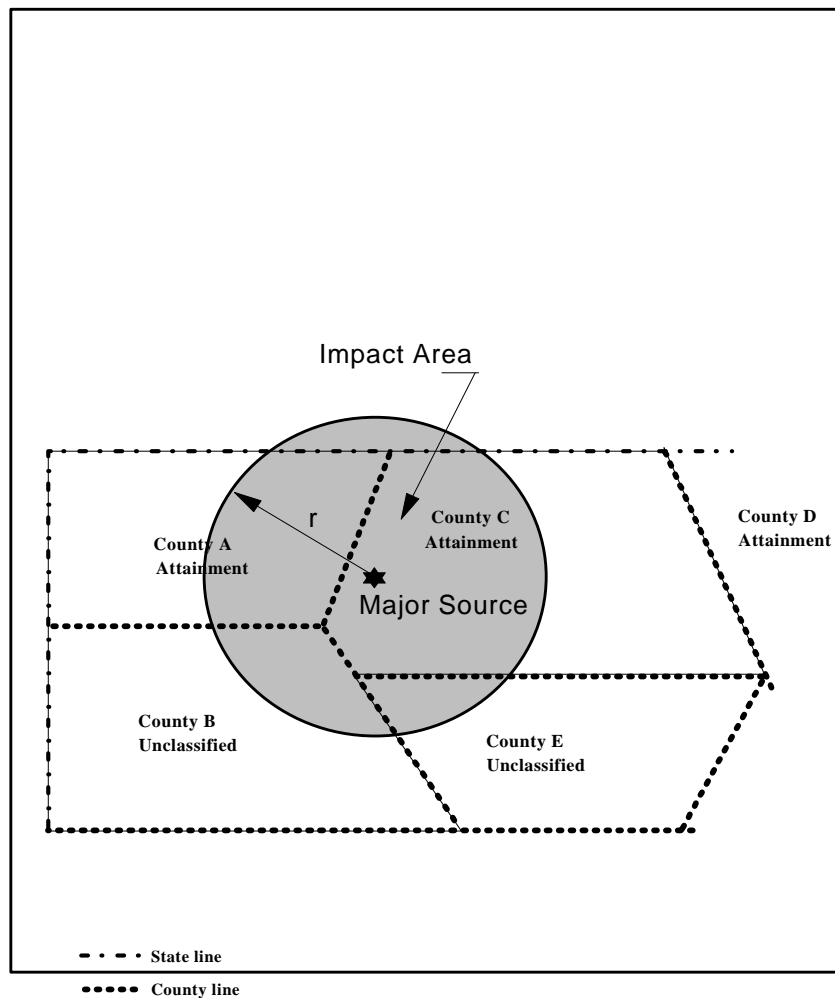 Impact Area
r
County C
Attainment
County D
Attainment
County A
Attainment
Major Source
County B
Unclassified
County E
Unclassified
State line
County line